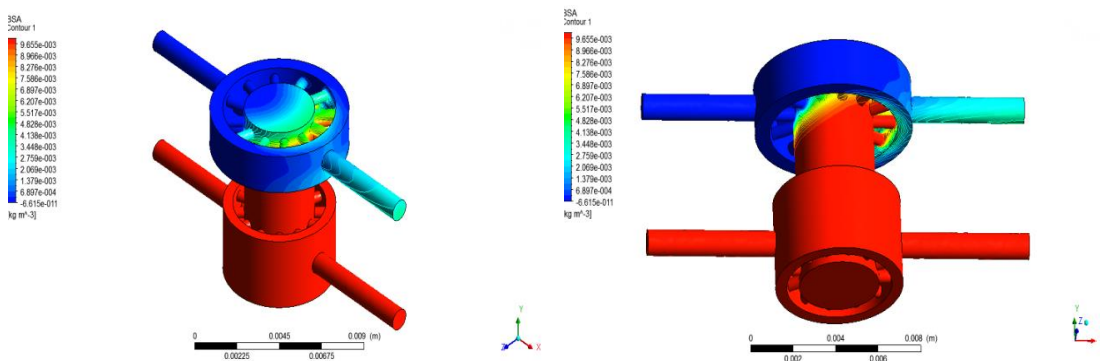 BSA
Contour 1
9.655e-003
8.966e-003
8.276e-003
7.586e-003
6.897e-003
6.207e-003
5.517e-003
4.828e-003
4.138e-003
3.448e-003
2.759e-003
2.069e-003
1.379e-003
6.897e-004
-6.615e-011
[kg m^-3]
0 0.0045 0.009 (m)
0.00225 0.00675
Y
Z X
BSA
Contour 1
9.655e-003
8.966e-003
8.276e-003
7.586e-003
6.897e-003
6.207e-003
5.517e-003
4.828e-003
4.138e-003
3.448e-003
2.759e-003
2.069e-003
1.379e-003
6.897e-004
-6.615e-011
[kg m^-3]
0 0.004 0.008 (m)
0.002 0.006
Y
Z